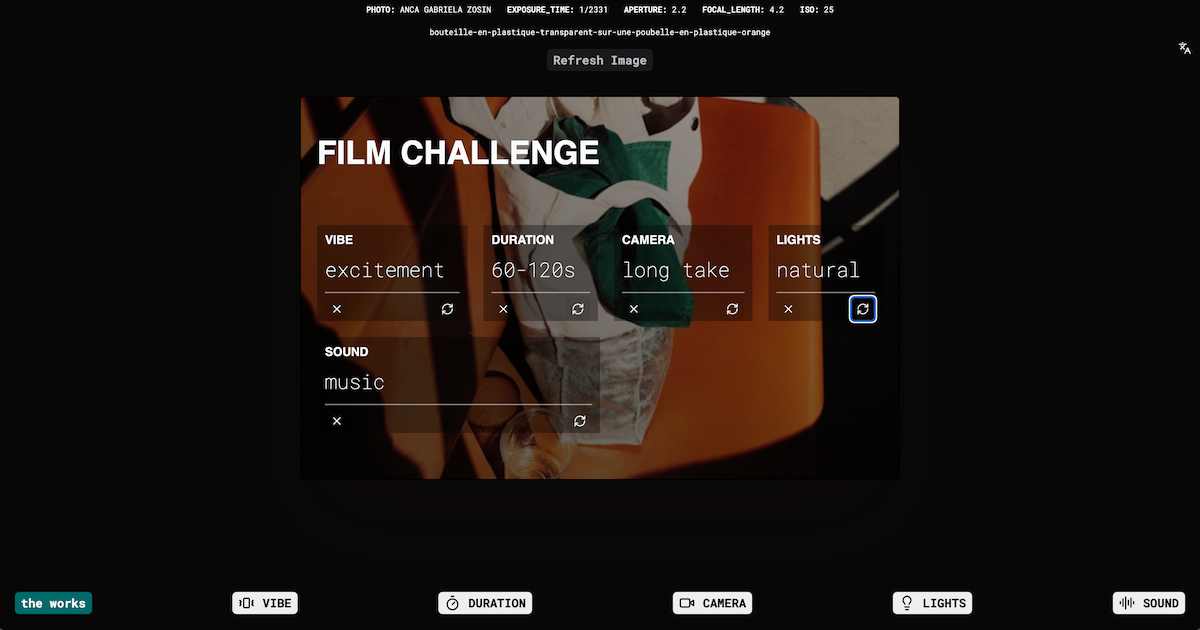 PHOTO: ANCA GABRIELA ZOSIN EXPOSURE_TIME: 1/2331 APERTURE: 2.2 FOCAL_LENGTH: 4.2 ISO: 25
bouteille-en-plastique-transparent-sur-une-poubelle-en-plastique-orange
Refresh Image
FILM CHALLENGE
VIBE DURATION CAMERA LIGHTS
excitement 60-120s long take natural
SOUND
music
the works VIBE DURATION CAMERA LIGHTS SOUND